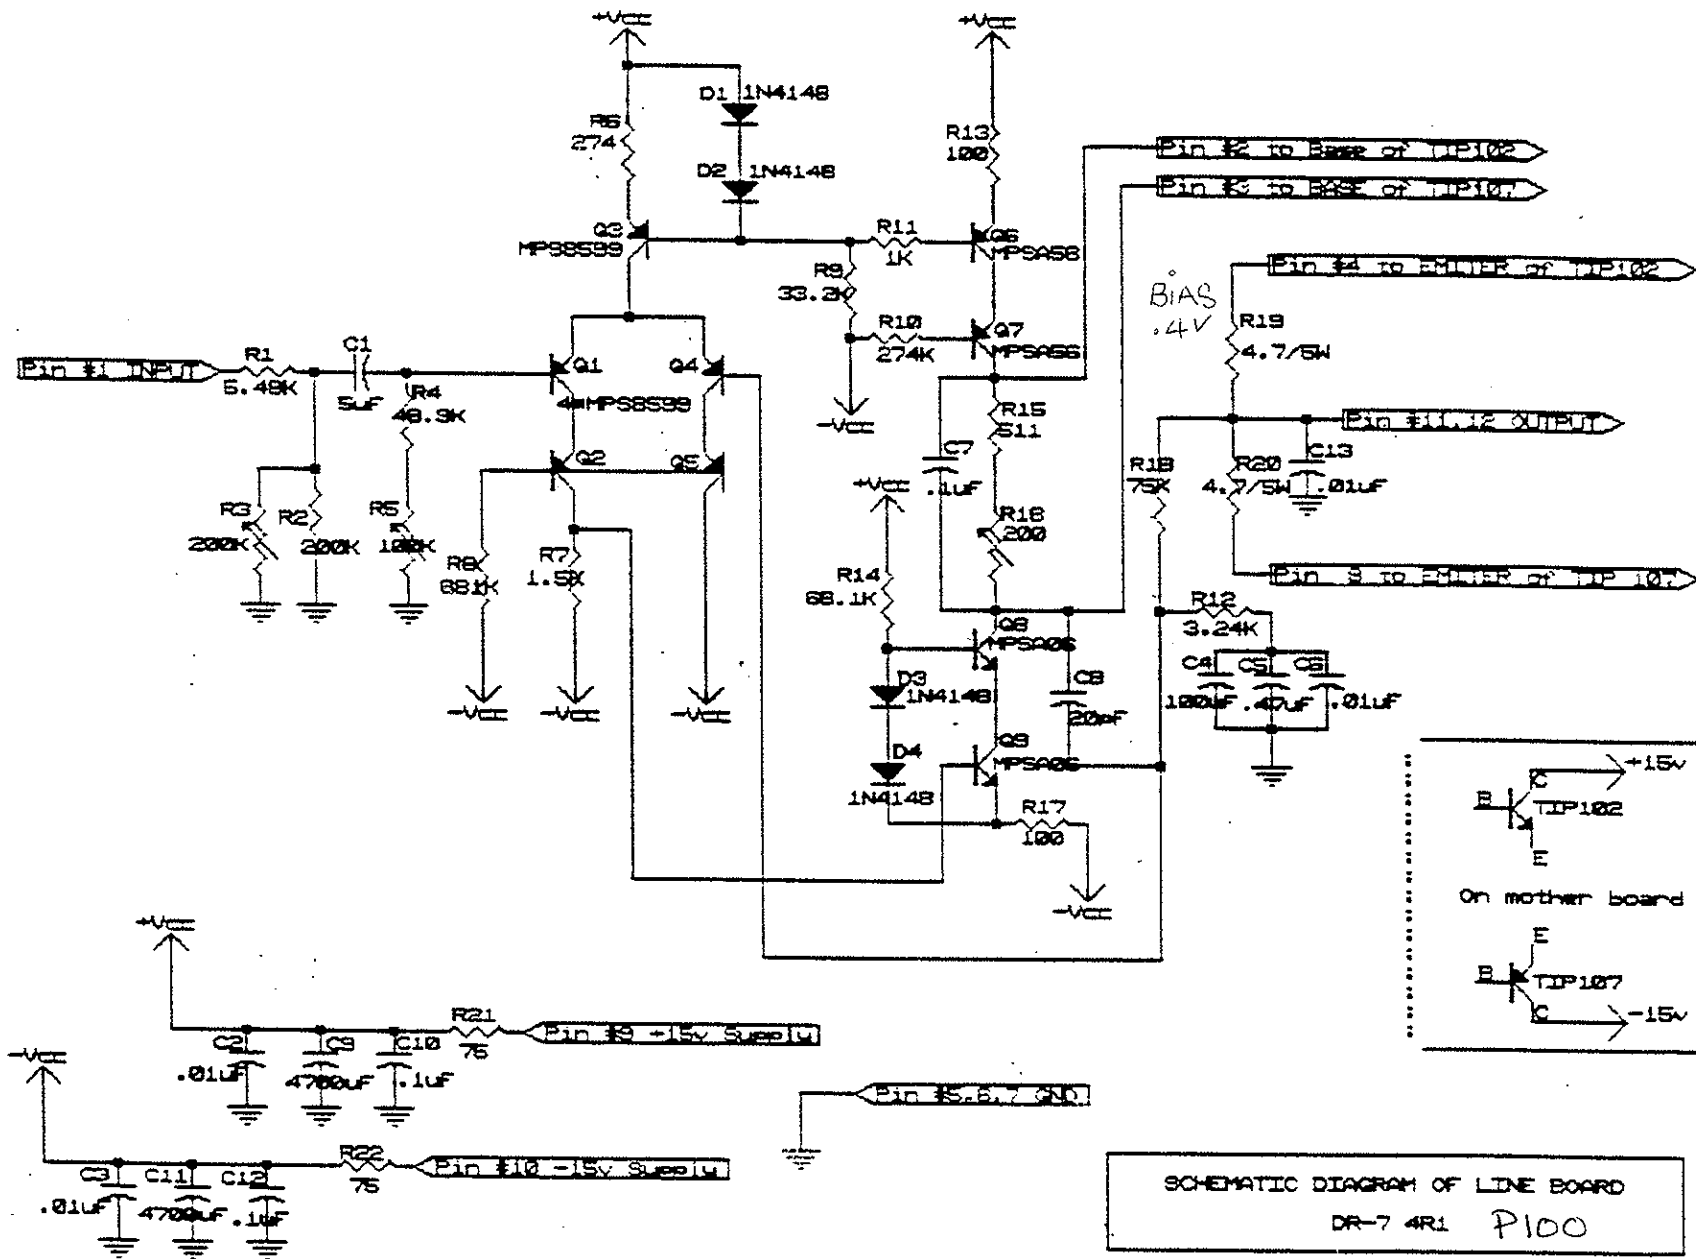 +VCC
+VCC
D1 1N4148
R6
274
R13
100
D2 1N4148
Pin #2 to Base of TIP102
Pin #3 to BASE of TIP107
Q3
MPS8599
R11
1K
Q6
MPSA56
R9
33.2K
Pin #4 to EMITER of TIP102
BIAS
.4V
R10
274K
Q7
MPSA56
R19
4.7/5W
Pin #1 INPUT
R1
5.49K
C1
5uF
R4
49.9K
Q1
Q4
4*MPS8599
-VCC
R15
511
Pin #11,12 OUTPUT
C7
.1uF
R18
75K
R20
4.7/5W
C13
.01uF
Q2
Q5
+VCC
R3
200K
R2
200K
R5
100K
R8
681K
R7
1.5K
R16
200
R14
68.1K
Pin 8 to EMITER of TIP 107
R12
3.24K
Q8
MPSA06
D3
1N4148
C8
20pF
C4
100uF
C5
.47uF
C6
.01uF
-VCC
-VCC
-VCC
D4
1N4148
Q9
MPSA06
R17
100
-VCC
+15v
C
B
TIP102
E
On mother board
E
B
TIP107
C
-15v
+VCC
R21
75
Pin #9 +15v Supply
C2
.01uF
C9
4700uF
C10
.1uF
-VCC
Pin #5,6,7 GND
R22
75
Pin #10 -15v Supply
C3
.01uF
C11
4700uF
C12
.1uF
SCHEMATIC DIAGRAM OF LINE BOARD
DR-7 4R1 P100